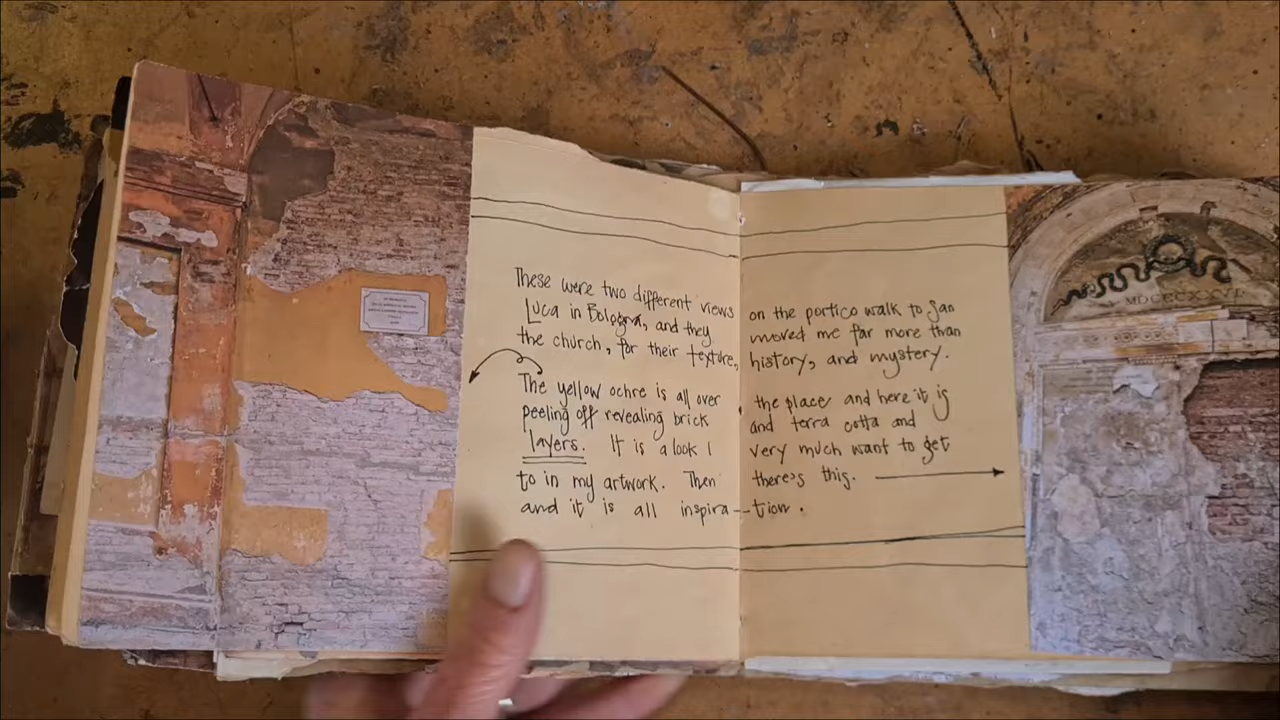 These were two different views on the portico walk to San
Luca in Bologna, and they moved me far more than
the church, for their texture, history, and mystery.
The yellow ochre is all over the place and here it is
peeling off revealing brick and terra cotta and
layers. It is a look I very much want to get
to in my artwork. Then there's this.
and it is all inspira--tion.